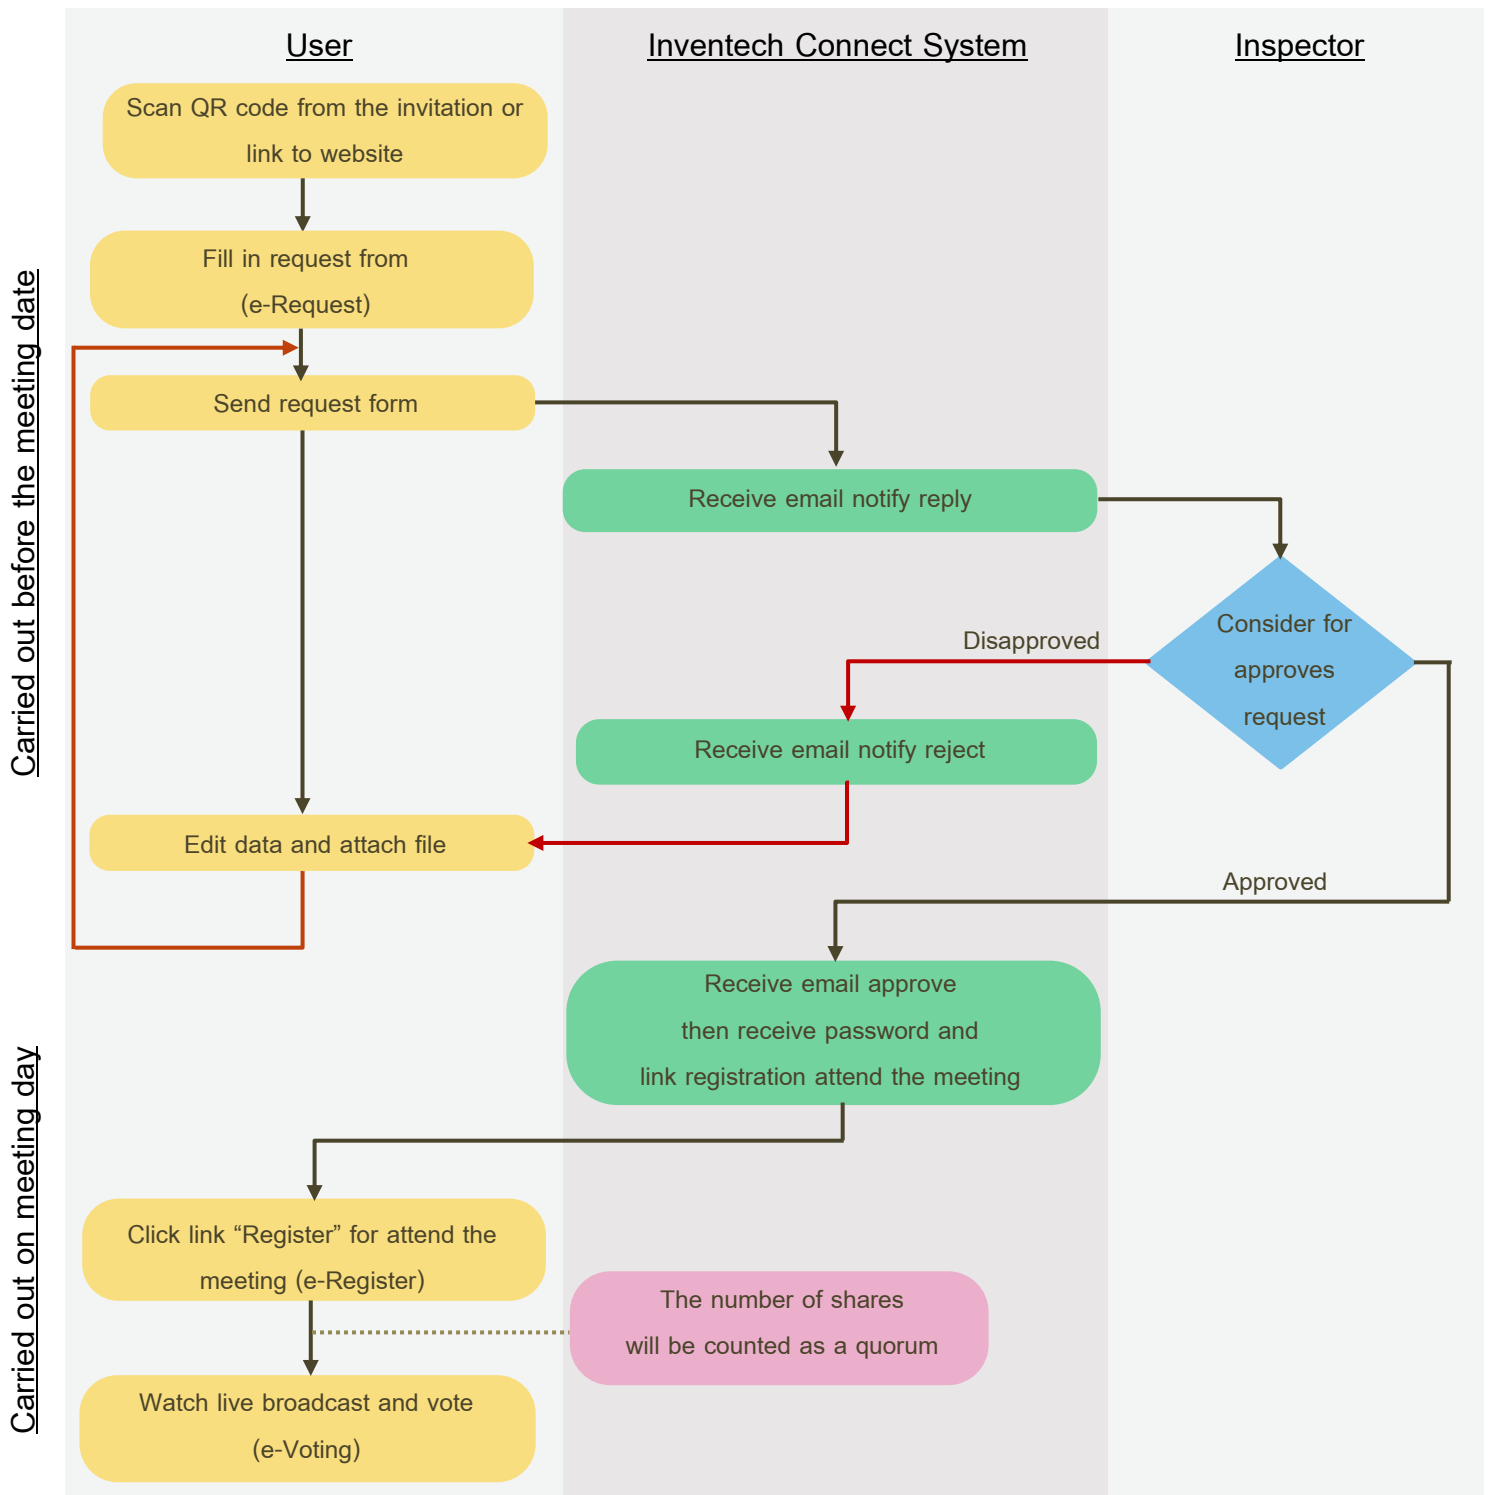 User
Inventech Connect System
Inspector
Carried out before the meeting date
Scan QR code from the invitation or
link to website
Fill in request from
(e-Request)
Send request form
Receive email notify reply
Consider for
approves
request
Disapproved
Receive email notify reject
Edit data and attach file
Approved
Receive email approve
then receive password and
link registration attend the meeting
Carried out on meeting day
Click link “Register” for attend the
meeting (e-Register)
The number of shares
will be counted as a quorum
Watch live broadcast and vote
(e-Voting)